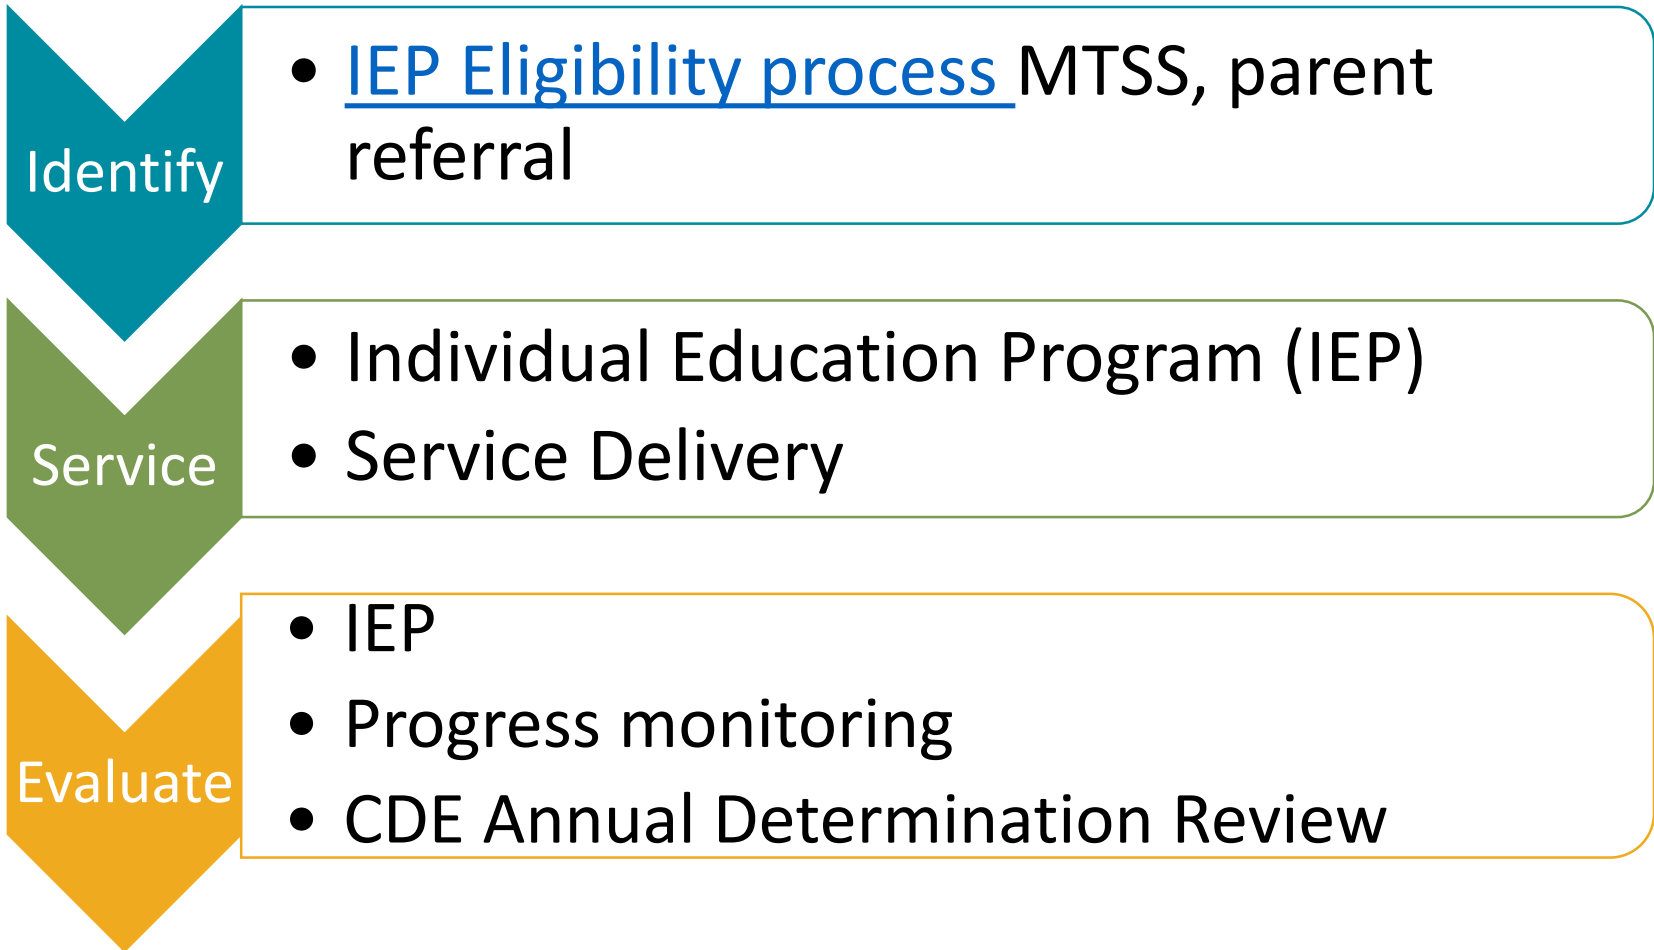 Identify
• IEP Eligibility process MTSS, parent
referral
Service
• Individual Education Program (IEP)
• Service Delivery
Evaluate
• IEP
• Progress monitoring
• CDE Annual Determination Review